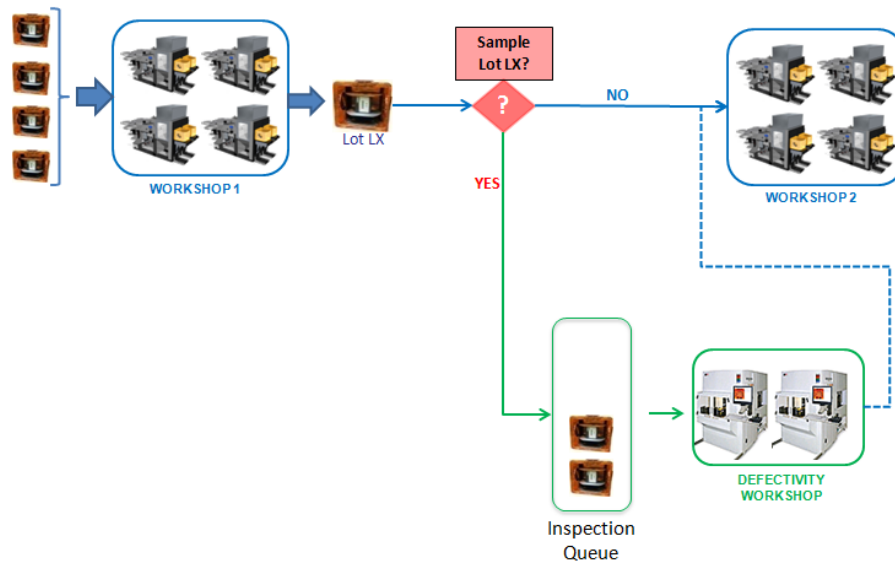 Sample
Lot LX?
?
NO
Lot LX
WORKSHOP 1
YES
WORKSHOP 2
DEFECTIVITY
WORKSHOP
Inspection
Queue